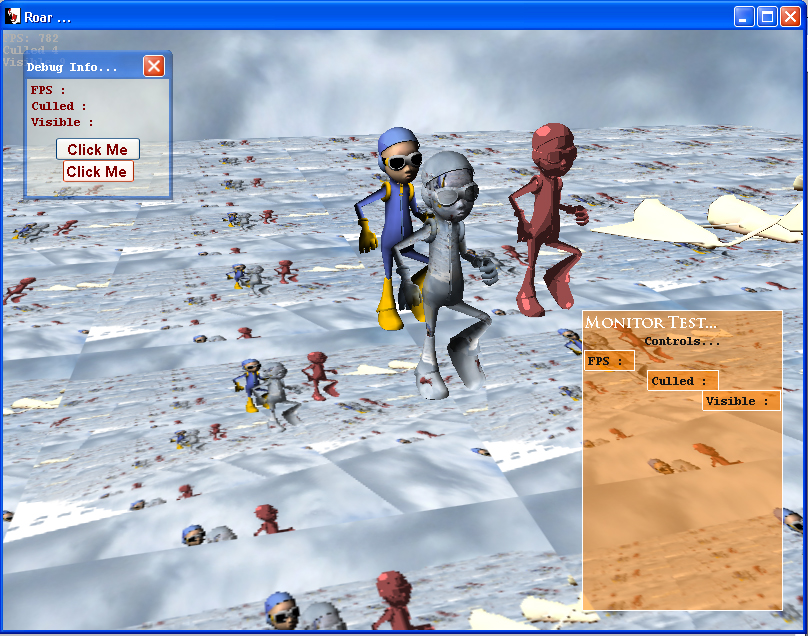 Roar ...
FPS: 782
Culled 4
Debug Info...
FPS :
Culled :
Visible :
Click Me
Click Me
Monitor Test...
Controls...
FPS :
Culled :
Visible :